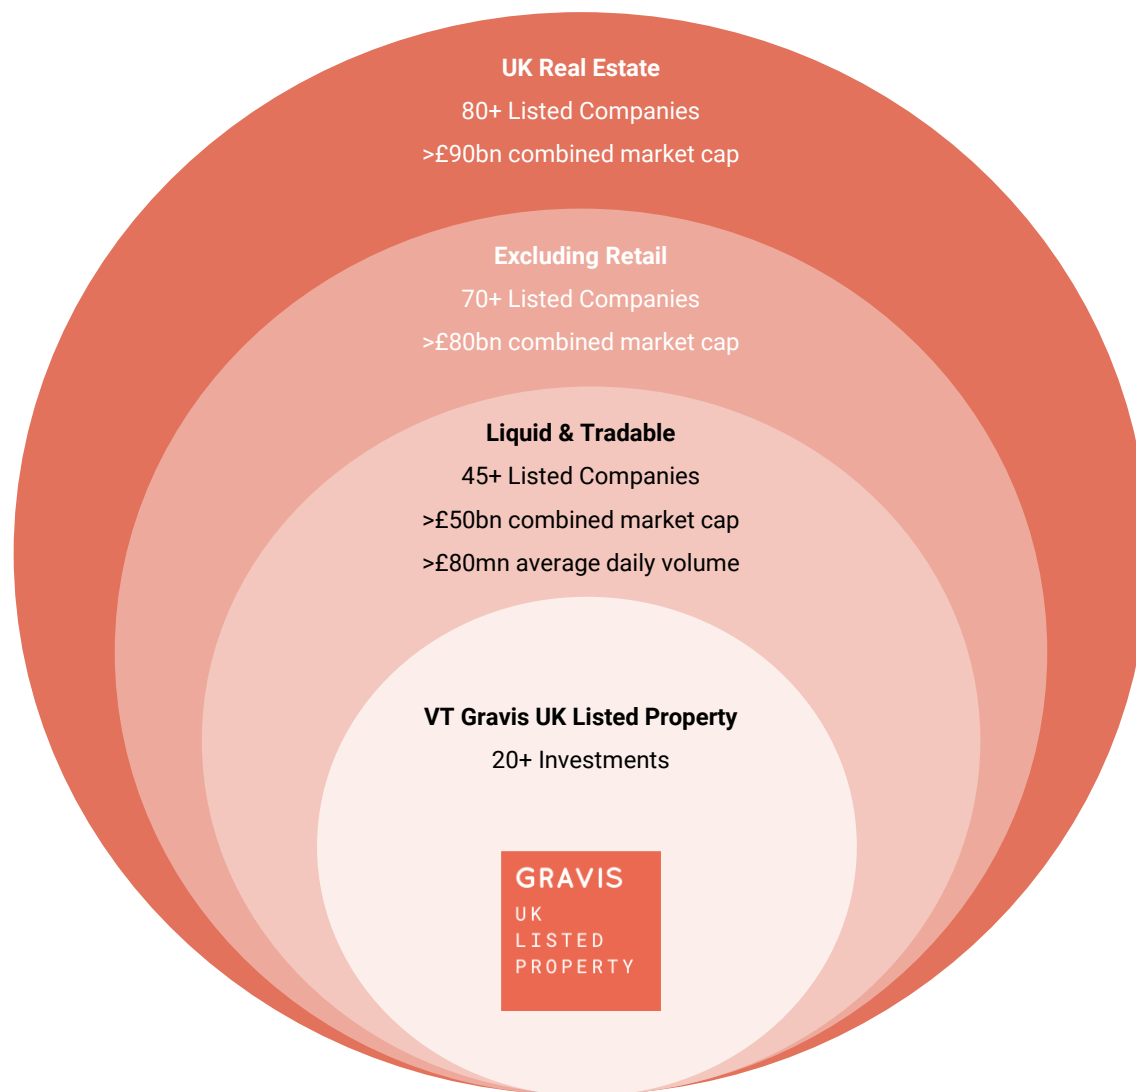 UK Real Estate
80+ Listed Companies
>£90bn combined market cap
Excluding Retail
70+ Listed Companies
>£80bn combined market cap
Liquid & Tradable
45+ Listed Companies
>£50bn combined market cap
>£80mn average daily volume
VT Gravis UK Listed Property
20+ Investments
GRAVIS
UK
LISTED
PROPERTY